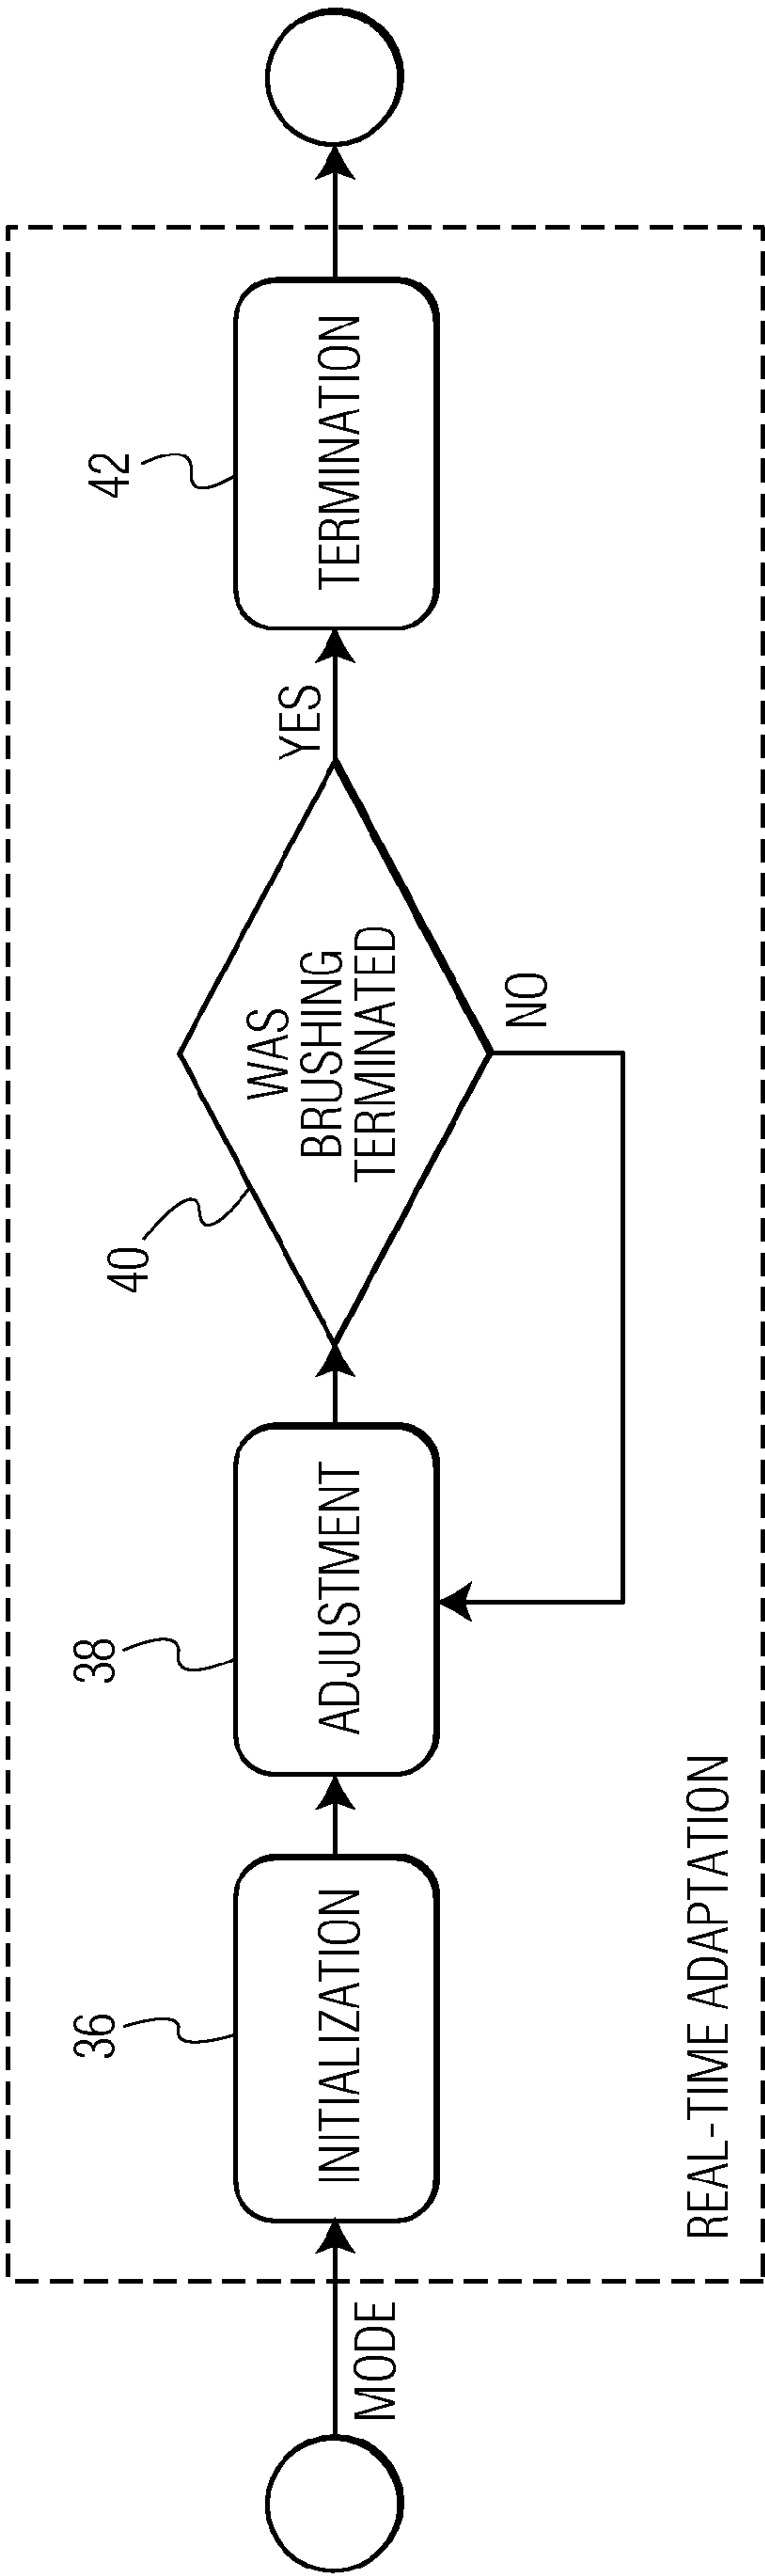 MODE
36
INITIALIZATION
38
ADJUSTMENT
40
WAS
BRUSHING
TERMINATED
YES
NO
42
TERMINATION
REAL-TIME ADAPTATION